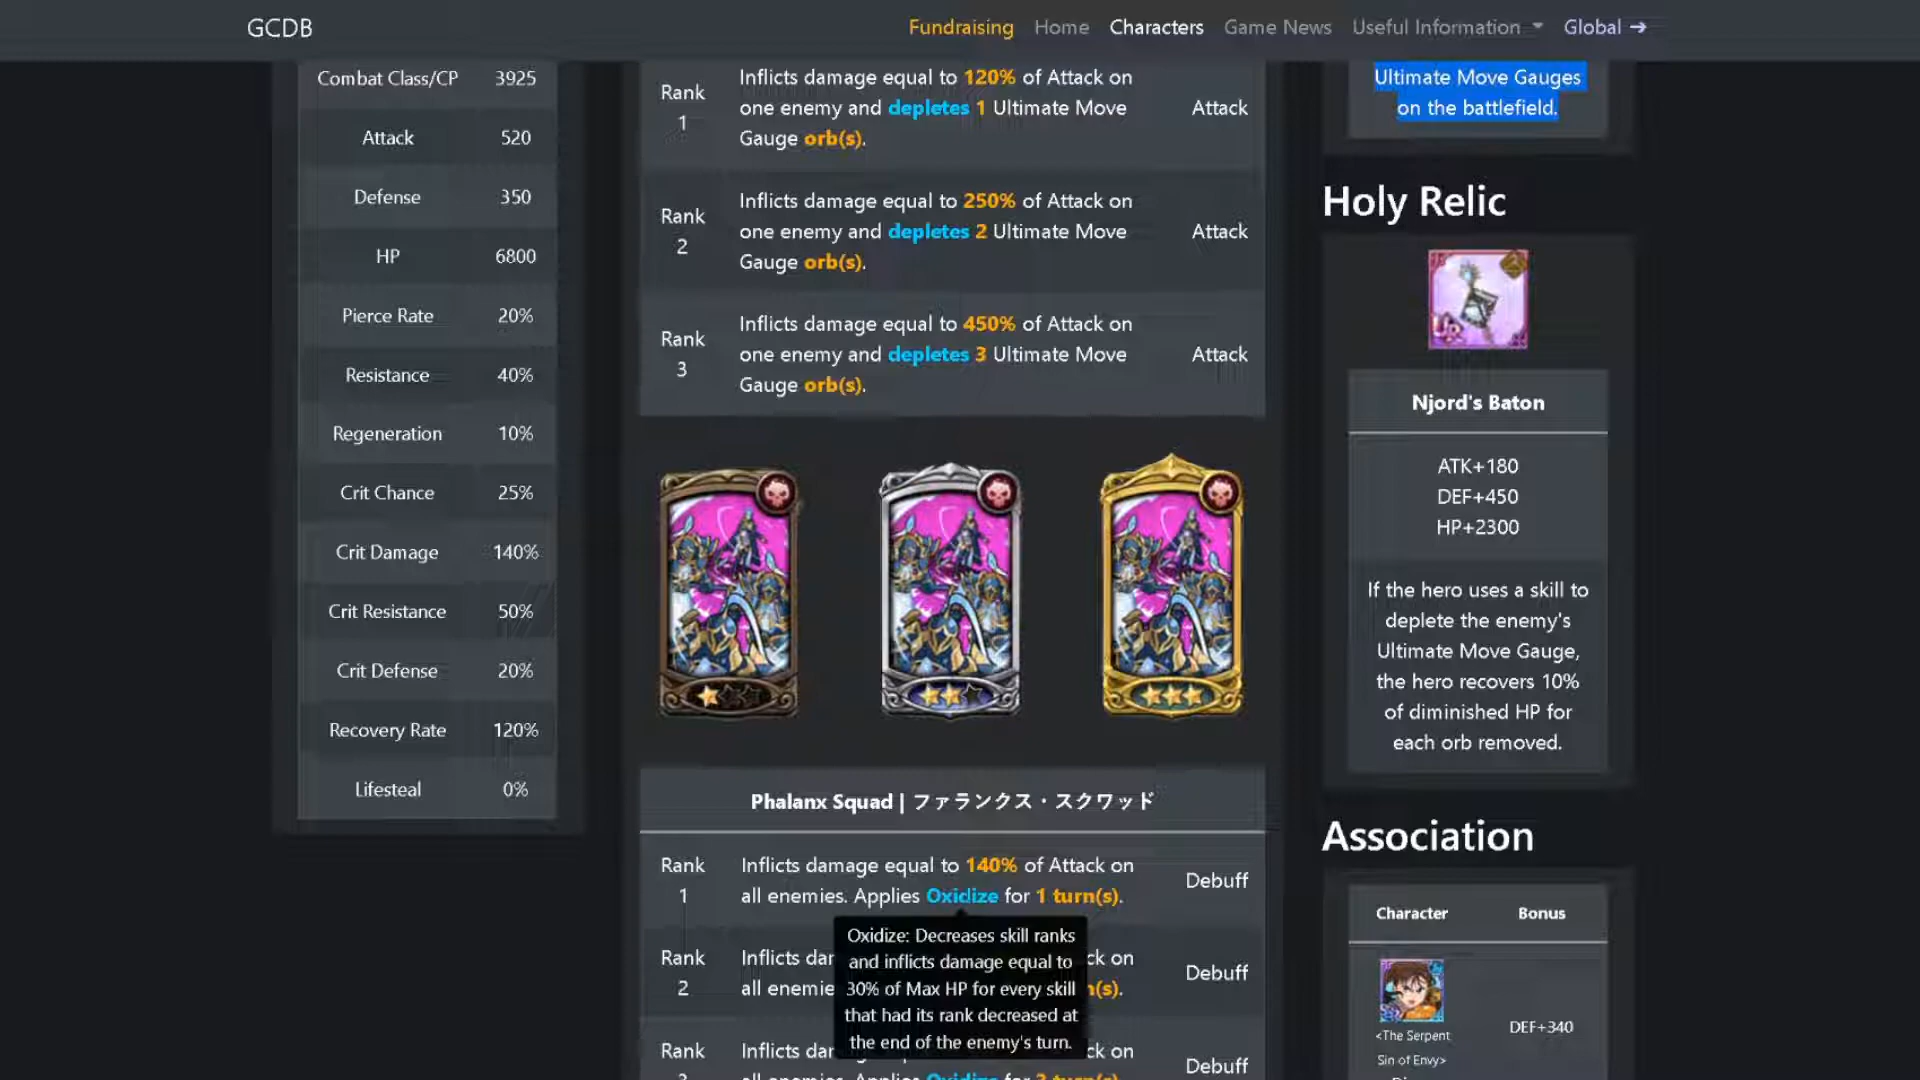 GCDB
Fundraising Home Characters Game News Useful Information Global →
Combat Class/CP 3925
Attack 520
Defense 350
HP 6800
Pierce Rate 20%
Resistance 40%
Regeneration 10%
Crit Chance 25%
Crit Damage 140%
Crit Resistance 50%
Crit Defense 20%
Recovery Rate 120%
Lifesteal 0%
Rank
1
Inflicts damage equal to 120% of Attack on
one enemy and depletes 1 Ultimate Move
Gauge orb(s).
Attack
Rank
2
Inflicts damage equal to 250% of Attack on
one enemy and depletes 2 Ultimate Move
Gauge orb(s).
Attack
Rank
3
Inflicts damage equal to 450% of Attack on
one enemy and depletes 3 Ultimate Move
Gauge orb(s).
Attack
Phalanx Squad | ファランクス・スクワッド
Rank
1
Inflicts damage equal to 140% of Attack on
all enemies. Applies Oxidize for 1 turn(s).
Debuff
Oxidize: Decreases skill ranks
and inflicts damage equal to
30% of Max HP for every skill
that had its rank decreased at
the end of the enemy's turn.
Rank
2
Inflicts
on
all
Debuff
Rank
Inflicts
on
Debuff
Ultimate Move Gauges
on the battlefield.
Holy Relic
UR
Njord's Baton
ATK+180
DEF+450
HP+2300
If the hero uses a skill to
deplete the enemy's
Ultimate Move Gauge,
the hero recovers 10%
of diminished HP for
each orb removed.
Association
Character Bonus
<The Serpent
Sin of Envy>
DEF+340